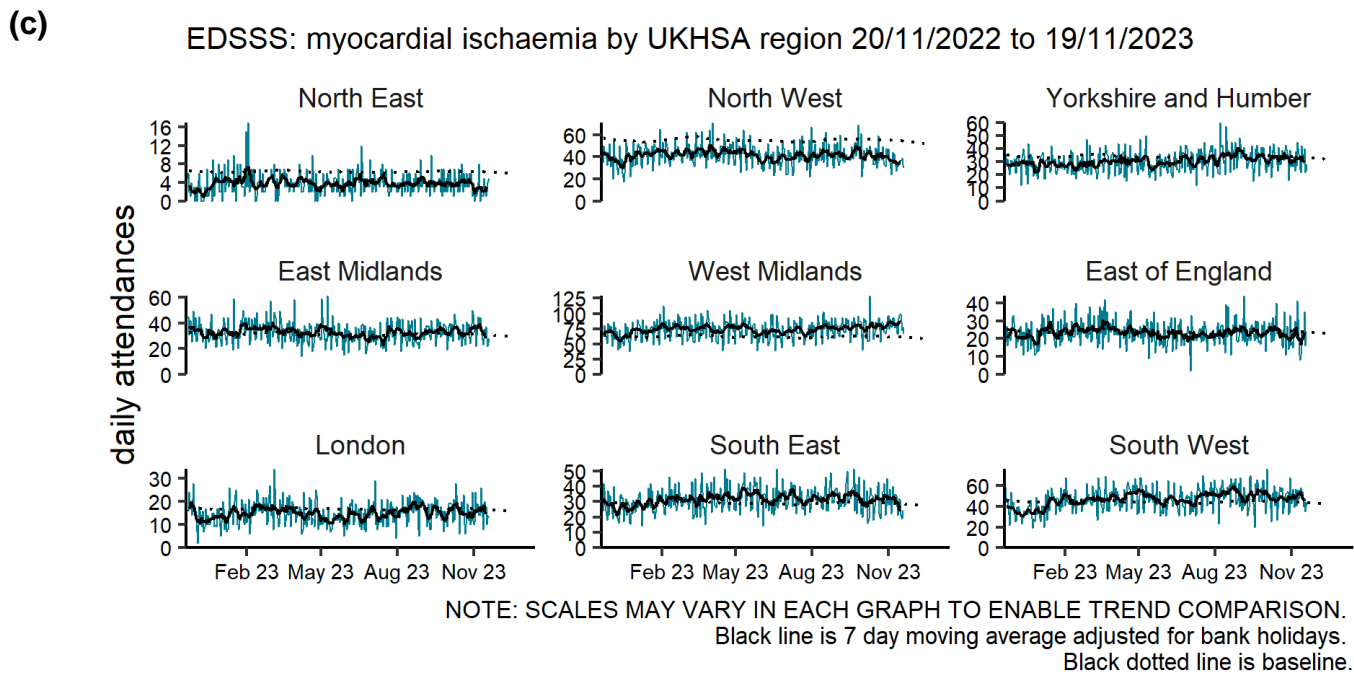 (c)
EDSSS: myocardial ischaemia by UKHSA region 20/11/2022 to 19/11/2023
daily attendances
North East
16
12
8
4
0
North West
60
40
20
0
Yorkshire and Humber
60
50
40
30
20
10
0
East Midlands
60
40
20
0
West Midlands
125
100
75
50
25
0
East of England
40
30
20
10
0
London
30
20
10
0
Feb 23 May 23 Aug 23 Nov 23
South East
50
40
30
20
10
0
Feb 23 May 23 Aug 23 Nov 23
South West
60
40
20
0
Feb 23 May 23 Aug 23 Nov 23
NOTE: SCALES MAY VARY IN EACH GRAPH TO ENABLE TREND COMPARISON.
Black line is 7 day moving average adjusted for bank holidays.
Black dotted line is baseline.